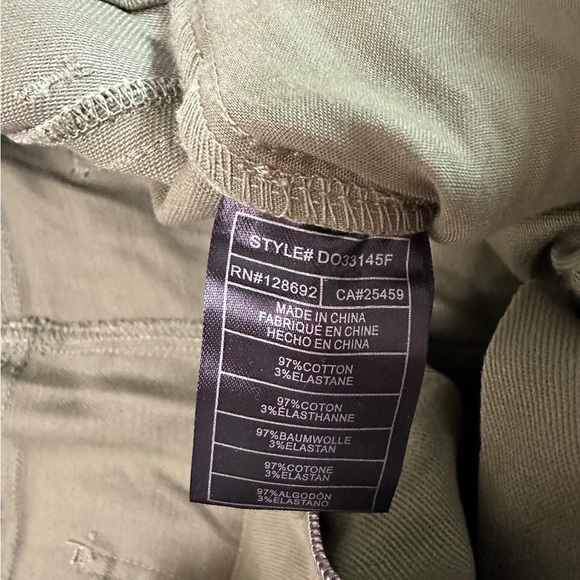 STYLE# DO33145F
RN#128692 CA#25459
MADE IN CHINA
FABRIQUÉ EN CHINE
HECHO EN CHINA
97%COTTON
3%ELASTANE
97%COTON
3%ÉLASTHANNE
97%BAUMWOLLE
3%ELASTAN
97%COTONE
3%ELASTAN
97%ALGODÓN
3%ELASTANO